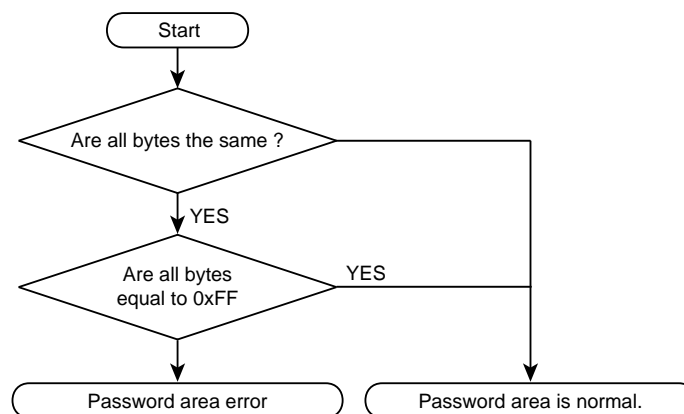 Start
Are all bytes the same ?
YES
Are all bytes
equal to 0xFF
YES
Password area error
Password area is normal.